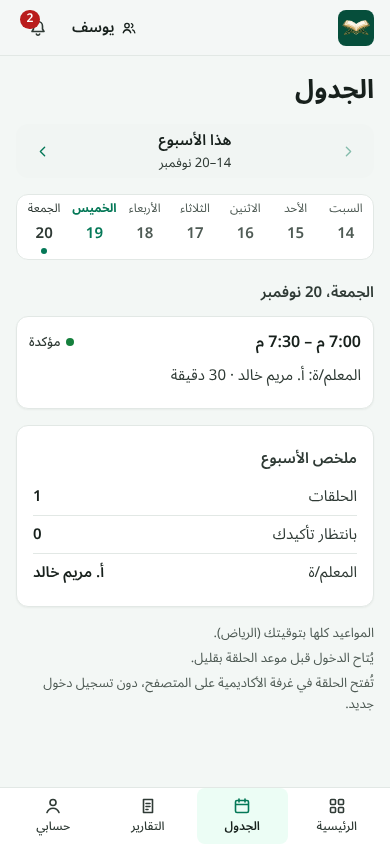 يوسف
2
الجدول
هذا الأسبوع
14–20 نوفمبر
السبت الأحد الاثنين الثلاثاء الأربعاء الخميس الجمعة
14 15 16 17 18 19 20
الجمعة، 20 نوفمبر
7:00 م – 7:30 م
مؤكدة
المعلم/ة: أ. مريم خالد · 30 دقيقة
ملخص الأسبوع
الحلقات 1
بانتظار تأكيدك 0
المعلم/ة أ. مريم خالد
المواعيد كلها بتوقيتك (الرياض).
يُتاح الدخول قبل موعد الحلقة بقليل.
تُفتح الحلقة في غرفة الأكاديمية على المتصفح، دون تسجيل دخول
جديد.
الرئيسية الجدول التقارير حسابي